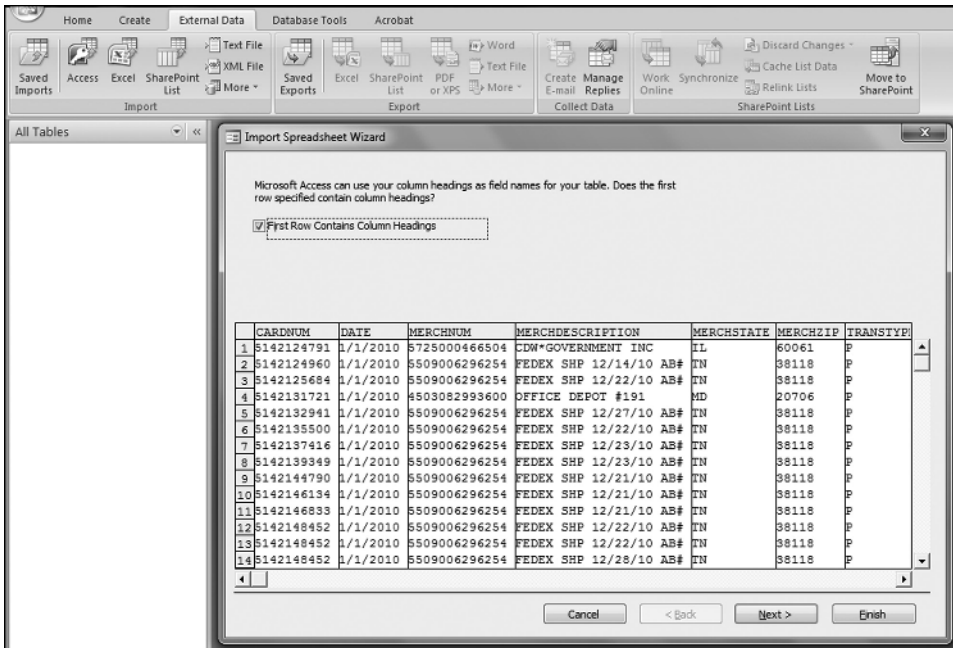 Home Create External Data Database Tools Acrobat
Saved Imports
Access
Excel
SharePoint List
Text File
XML File
More
Import
Saved Exports
Excel
SharePoint List
PDF or XPS
Word
Text File
More
Export
Create E-mail
Manage Replies
Collect Data
Work Online
Synchronize
Discard Changes
Cache List Data
Relink Lists
Move to SharePoint
SharePoint Lists
All Tables
Import Spreadsheet Wizard
Microsoft Access can use your column headings as field names for your table. Does the first
row specified contain column headings?
First Row Contains Column Headings
CARDNUM DATE MERCHNUM MERCHDESCRIPTION MERCHSTATE MERCHZIP TRANSTYP
1 5142124791 1/1/2010 5725000466504 CDW*GOVERNMENT INC IL 60061 P
2 5142124960 1/1/2010 5509006296254 FEDEX SHP 12/14/10 AB# TN 38118 P
3 5142125684 1/1/2010 5509006296254 FEDEX SHP 12/22/10 AB# TN 38118 P
4 5142131721 1/1/2010 4503082993600 OFFICE DEPOT #191 MD 20706 P
5 5142132941 1/1/2010 5509006296254 FEDEX SHP 12/27/10 AB# TN 38118 P
6 5142135500 1/1/2010 5509006296254 FEDEX SHP 12/22/10 AB# TN 38118 P
7 5142137416 1/1/2010 5509006296254 FEDEX SHP 12/23/10 AB# TN 38118 P
8 5142139349 1/1/2010 5509006296254 FEDEX SHP 12/23/10 AB# TN 38118 P
9 5142144790 1/1/2010 5509006296254 FEDEX SHP 12/21/10 AB# TN 38118 P
10 5142146134 1/1/2010 5509006296254 FEDEX SHP 12/21/10 AB# TN 38118 P
11 5142146833 1/1/2010 5509006296254 FEDEX SHP 12/21/10 AB# TN 38118 P
12 5142148452 1/1/2010 5509006296254 FEDEX SHP 12/22/10 AB# TN 38118 P
13 5142148452 1/1/2010 5509006296254 FEDEX SHP 12/22/10 AB# TN 38118 P
14 5142148452 1/1/2010 5509006296254 FEDEX SHP 12/28/10 AB# TN 38118 P
Cancel < Back Next > Finish